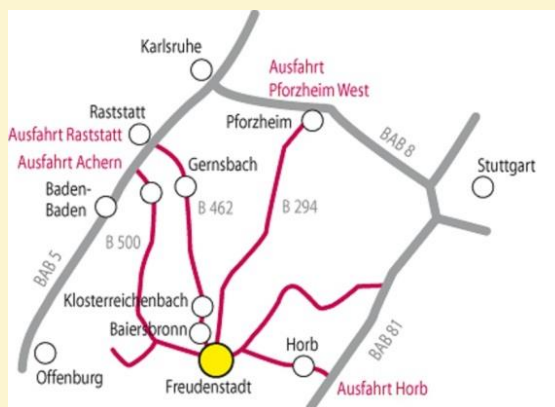 Karlsruhe
Ausfahrt
Pforzheim West
Raststatt
Pforzheim
Ausfahrt Raststatt
BAB 8
Ausfahrt Achern
Gernsbach
Stuttgart
Baden-
Baden
B 462
B 294
B 500
BAB 5
Klosterreichenbach
Baiersbronn
BAB 81
Horb
Offenburg
Freudenstadt
Ausfahrt Horb